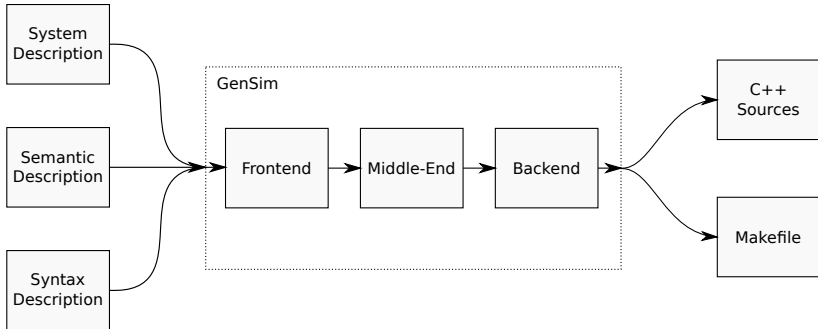 System
Description
Semantic
Description
Syntax
Description
GenSim
Frontend
Middle-End
Backend
C++
Sources
Makefile